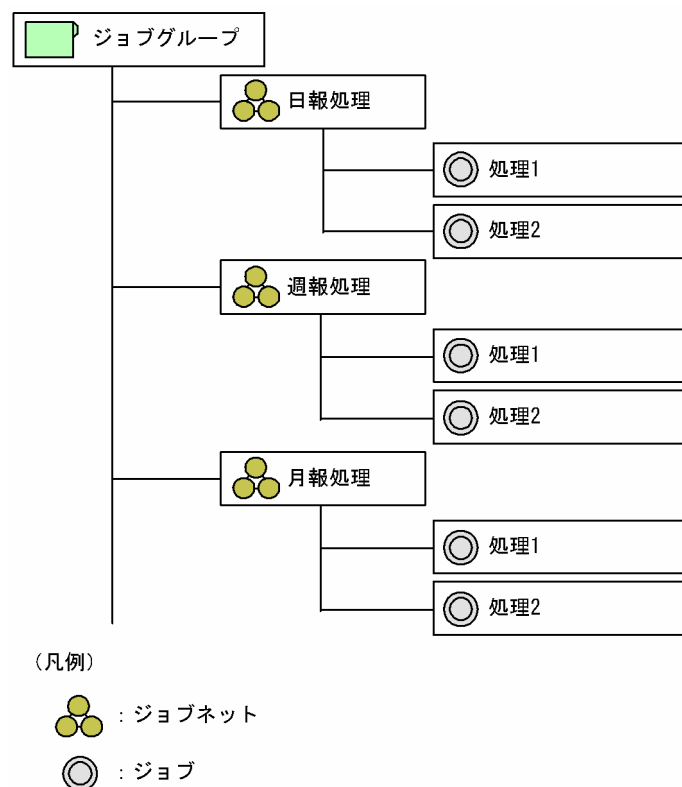 ジョブグループ
日報処理
処理1
処理2
週報処理
処理1
処理2
月報処理
処理1
処理2
（凡例）
：ジョブネット
：ジョブ